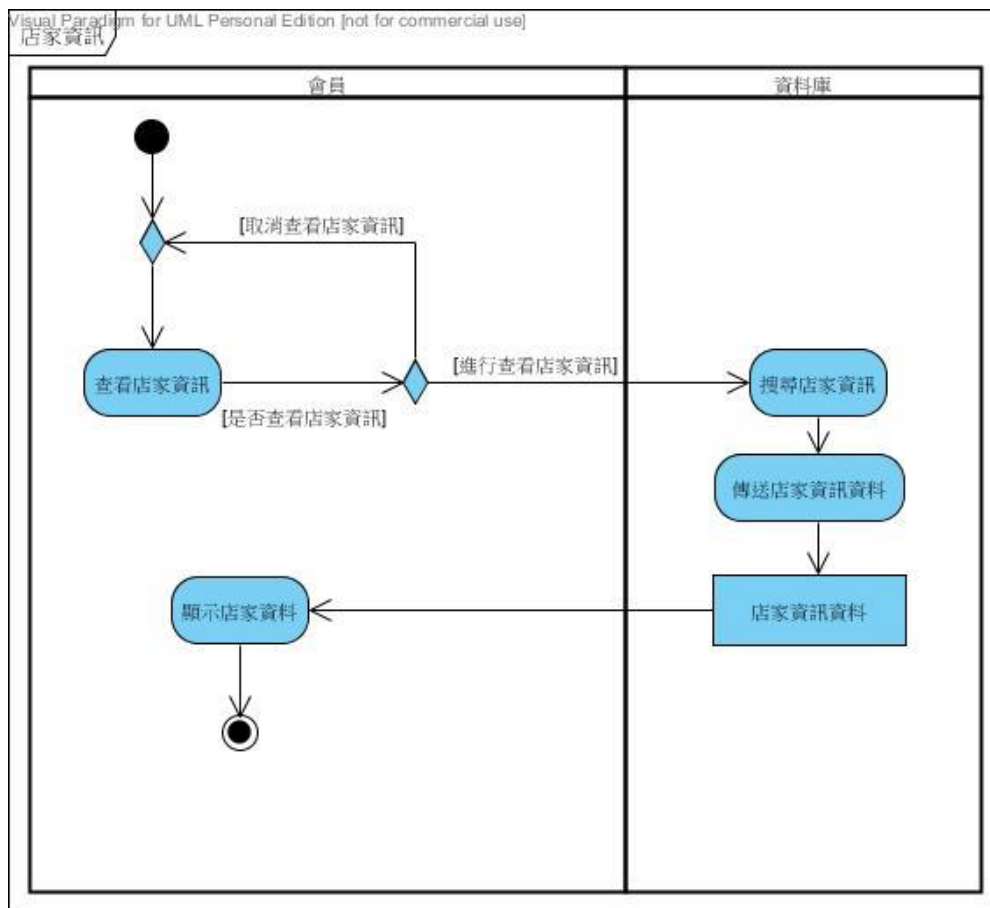 Visual Paradigm for UML Personal Edition [not for commercial use]
店家資訊
會員
資料庫
[取消查看店家資訊]
查看店家資訊
[是否查看店家資訊]
[進行查看店家資訊]
搜尋店家資訊
傳送店家資訊資料
店家資訊資料
顯示店家資料